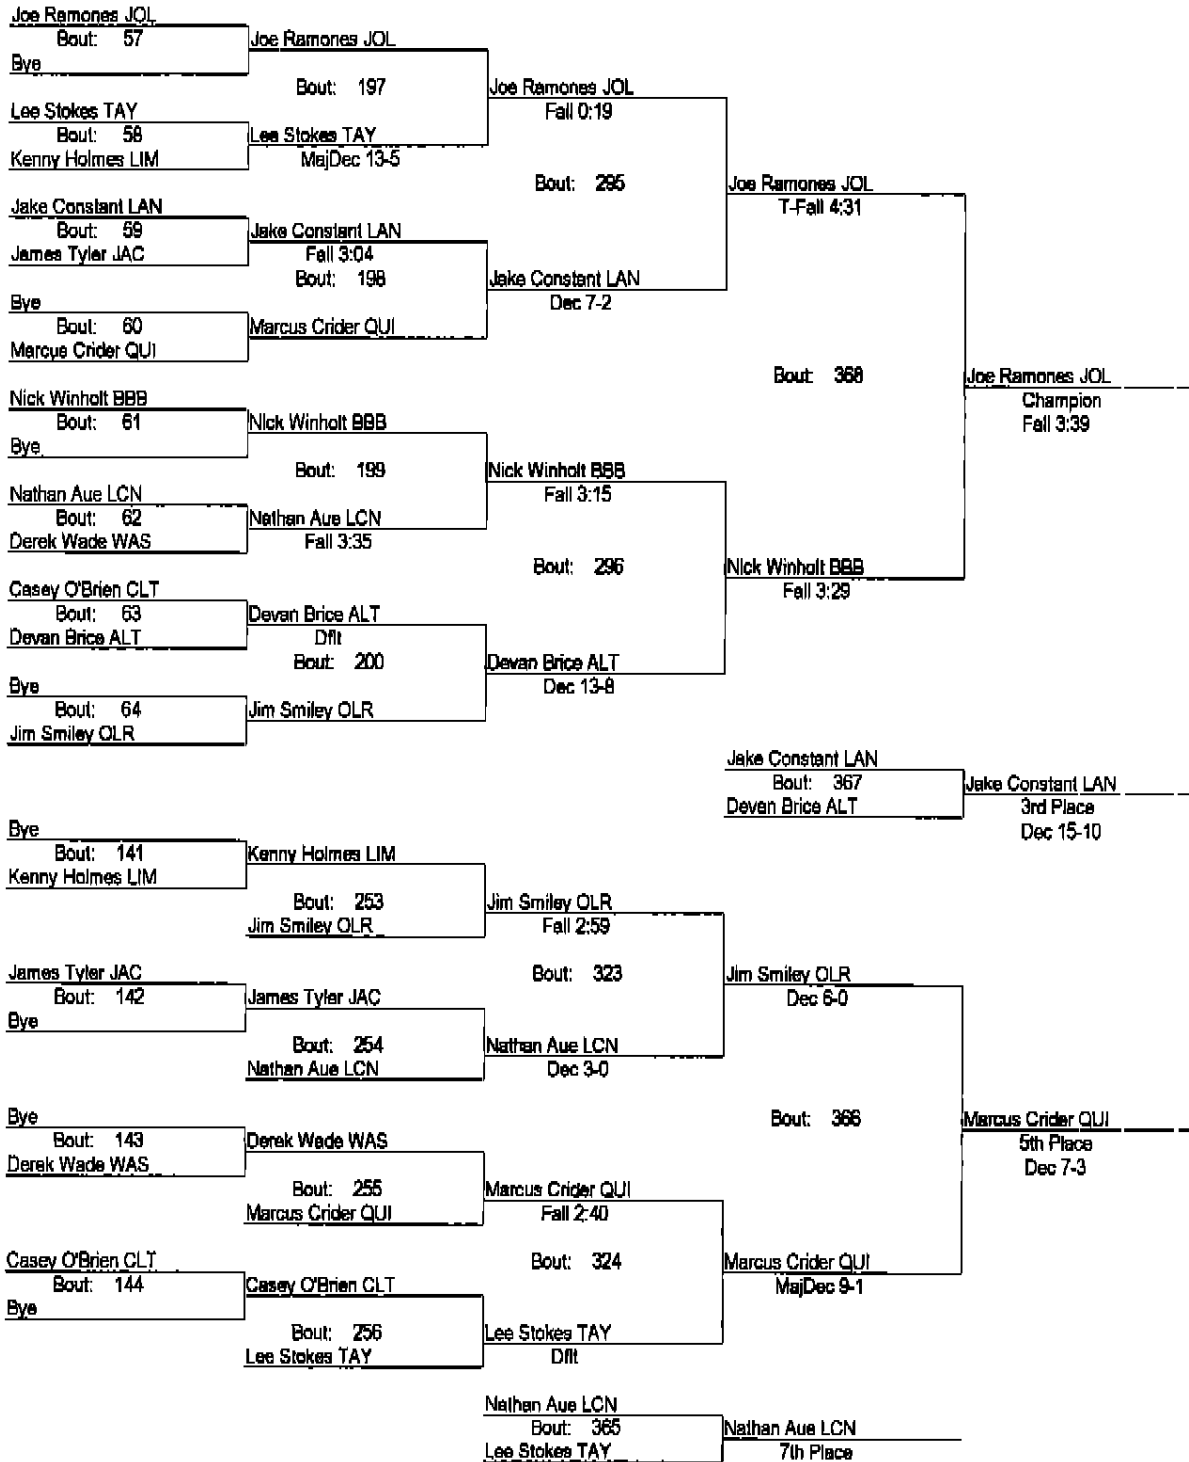 Joe Ramones JOL
Bout: 57
Bye
Joe Ramones JOL
Bout: 197
Lee Stokes TAY
Bout: 58
Kenny Holmes LIM
Lee Stokes TAY
MajDec 13-5
Joe Ramones JOL
Fall 0:19
Bout: 295
Jake Constant LAN
Bout: 59
James Tyler JAC
Jake Constant LAN
Fall 3:04
Bout: 198
Bye
Bout: 60
Marcus Crider QUI
Marcus Crider QUI
Jake Constant LAN
Dec 7-2
Joe Ramones JOL
T-Fall 4:31
Bout: 368
Joe Ramones JOL
Champion
Fall 3:39
Nick Winholt BBB
Bout: 61
Bye
Nick Winholt BBB
Bout: 199
Nathan Aue LCN
Bout: 62
Derek Wade WAS
Nathan Aue LCN
Fall 3:35
Nick Winholt BBB
Fall 3:15
Bout: 296
Casey O'Brien CLT
Bout: 63
Devan Brice ALT
Devan Brice ALT
Dflt
Bout: 200
Bye
Bout: 64
Jim Smiley OLR
Jim Smiley OLR
Devan Brice ALT
Dec 13-8
Nick Winholt BBB
Fall 3:29
Jake Constant LAN
Bout: 367
Devan Brice ALT
Jake Constant LAN
3rd Place
Dec 15-10
Bye
Bout: 141
Kenny Holmes LIM
Kenny Holmes LIM
Bout: 253
Jim Smiley OLR
Jim Smiley OLR
Fall 2:59
Bout: 323
James Tyler JAC
Bout: 142
Bye
James Tyler JAC
Bout: 254
Nathan Aue LCN
Nathan Aue LCN
Dec 3-0
Jim Smiley OLR
Dec 6-0
Bout: 366
Marcus Crider QUI
5th Place
Dec 7-3
Bye
Bout: 143
Derek Wade WAS
Derek Wade WAS
Bout: 255
Marcus Crider QUI
Marcus Crider QUI
Fall 2:40
Bout: 324
Casey O'Brien CLT
Bout: 144
Bye
Casey O'Brien CLT
Bout: 256
Lee Stokes TAY
Lee Stokes TAY
Dflt
Marcus Crider QUI
MajDec 9-1
Nathan Aue LCN
Bout: 365
Lee Stokes TAY
Nathan Aue LCN
7th Place